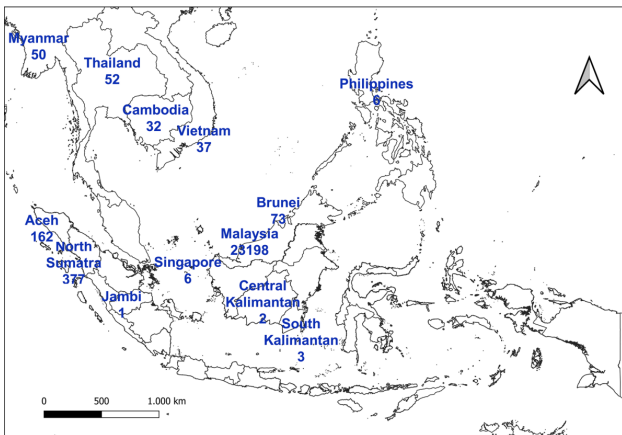 Myanmar
50
Thailand
52
Philippines
6
Cambodia
32
Vietnam
37
Brunei
73
Aceh
162
Malaysia
23198
North
Sumatra
377
Singapore
6
Central
Kalimantan
2
Jambi
1
South
Kalimantan
3
0 500 1.000 km